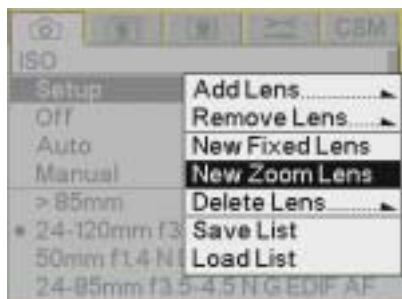 CSM
ISO
Setup
Off
Auto
Manual
> 85mm
24-120mm f3
50mm f1.4 N
24-85mm f3.5-4.5 N G EDIF AF
Add Lens
Remove Lens
New Fixed Lens
New Zoom Lens
Delete Lens
Save List
Load List